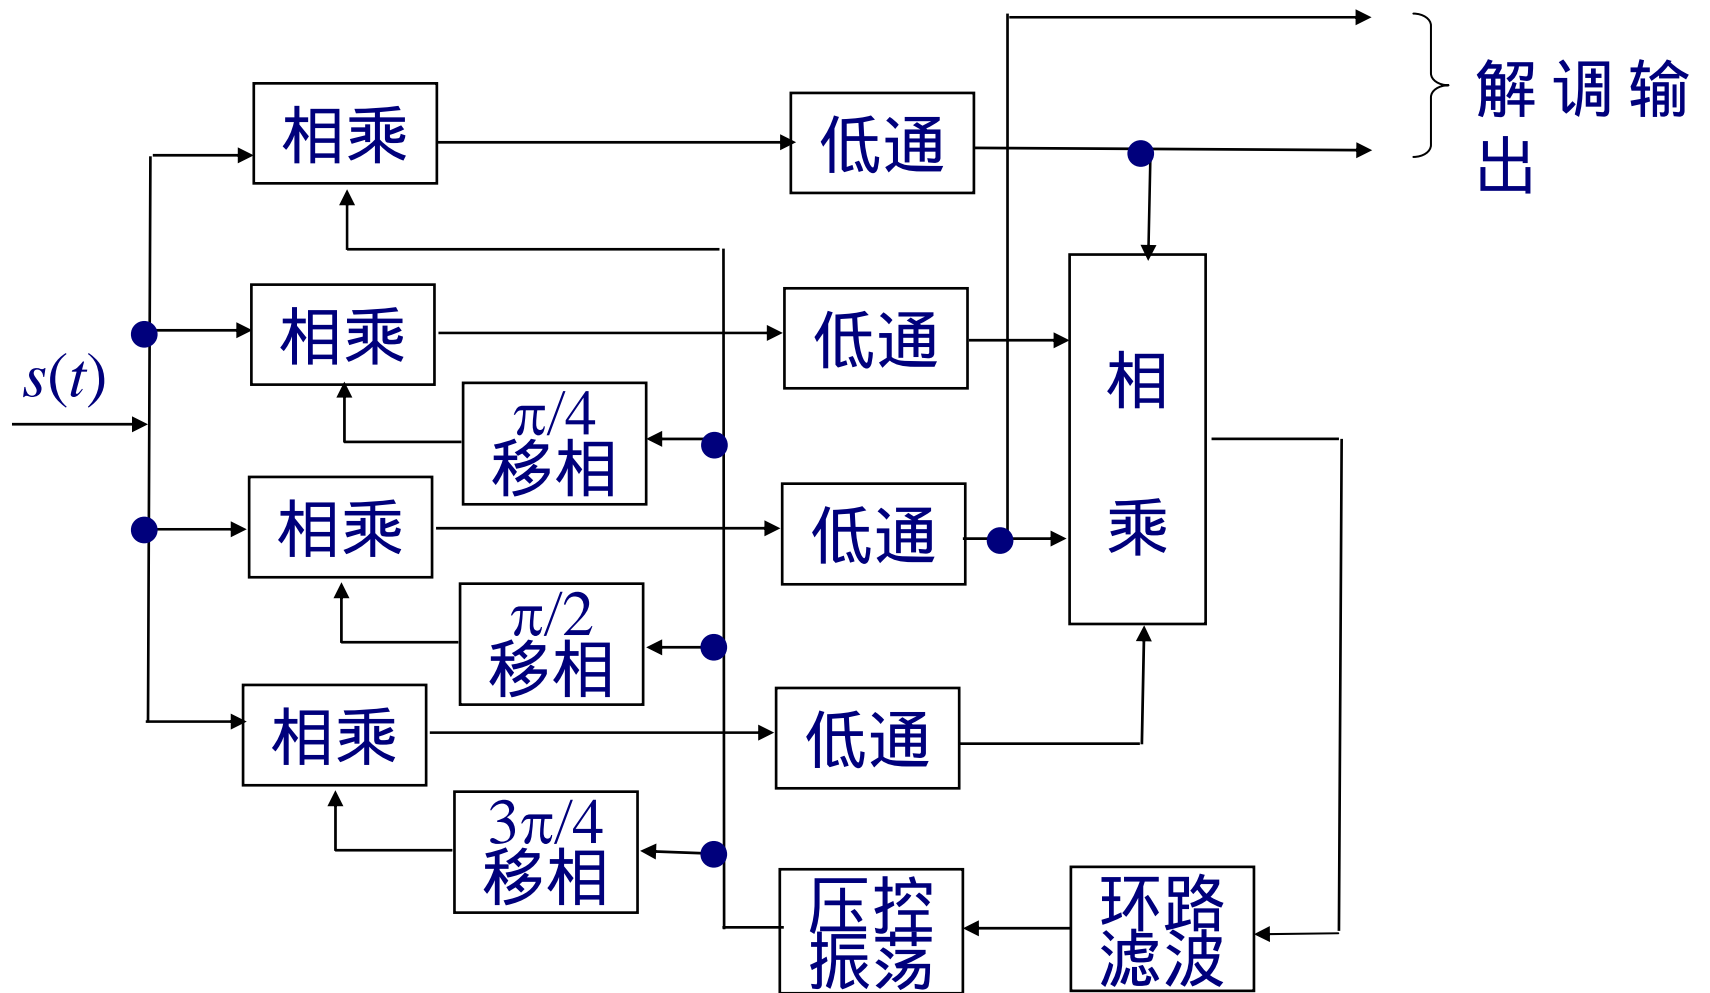 解调输
出
相乘
低通
相乘
低通
s(t)
π/4
移相
相
乘
相乘
低通
π/2
移相
相乘
低通
3π/4
移相
压控
振荡
环路
滤波